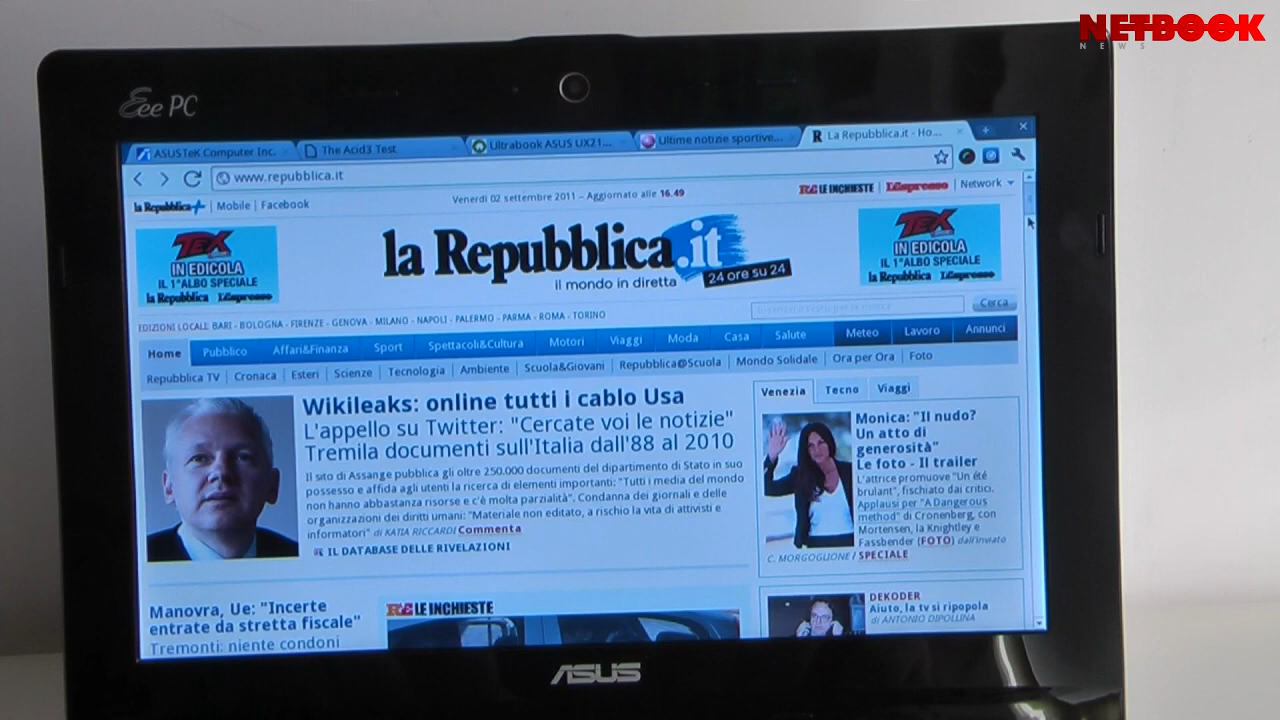 NETBOOK
NEWS
Eee PC
ASUSTeK Computer Inc.
The Acid3 Test
Ultrabook ASUS UX21...
Ultime notizie sportive...
R La Repubblica.it - Ho...
www.repubblica.it
la Repubblica+ | Mobile | Facebook
Venerdì 02 settembre 2011 – Aggiornato alle 16.49
RE LE INCHIESTE | L'Espresso | Network
TEX
IN EDICOLA
IL 1°ALBO SPECIALE
la Repubblica L'Espresso
la Repubblica.it
il mondo in diretta 24 ore su 24
TEX
IN EDICOLA
IL 1°ALBO SPECIALE
la Repubblica L'Espresso
Cerca
EDIZIONI LOCALI: BARI - BOLOGNA - FIRENZE - GENOVA - MILANO - NAPOLI - PALERMO - PARMA - ROMA - TORINO
Home Pubblico Affari&Finanza Sport Spettacoli&Cultura Motori Viaggi Moda Casa Salute Meteo Lavoro Annunci
Repubblica TV | Cronaca | Esteri | Scienze | Tecnologia | Ambiente | Scuola&Giovani | Repubblica@Scuola | Mondo Solidale | Ora per Ora | Foto
Wikileaks: online tutti i cablo Usa
L'appello su Twitter: "Cercate voi le notizie"
Tremila documenti sull'Italia dall'88 al 2010
Il sito di Assange pubblica gli oltre 250.000 documenti del dipartimento di Stato in suo
possesso e affida agli utenti la ricerca di elementi importanti: "Tutti i media del mondo
non hanno abbastanza risorse e c'è molta parzialità". Condanna dei giornali e delle
organizzazioni dei diritti umani: "Materiale non editato, a rischio la vita di attivisti e
informatori" di KATIA RICCARDI Commenta
RE IL DATABASE DELLE RIVELAZIONI
Manovra, Ue: "Incerte
entrate da stretta fiscale"
Tremonti: niente condoni
RE LE INCHIESTE
Venezia Tecno Viaggi
Monica: "Il nudo?
Un atto di
generosità"
Le foto - Il trailer
L'attrice promuove "Un été
brulant", fischiato dai critici.
Applausi per "A Dangerous
method" di Cronenberg, con
Mortensen, la Knightley e
Fassbender (FOTO) dall'inviato
C. MORGOGLIONE / SPECIALE
DEKODER
Aiuto, la tv si ripopola
di ANTONIO DIPOLLINA
ASUS